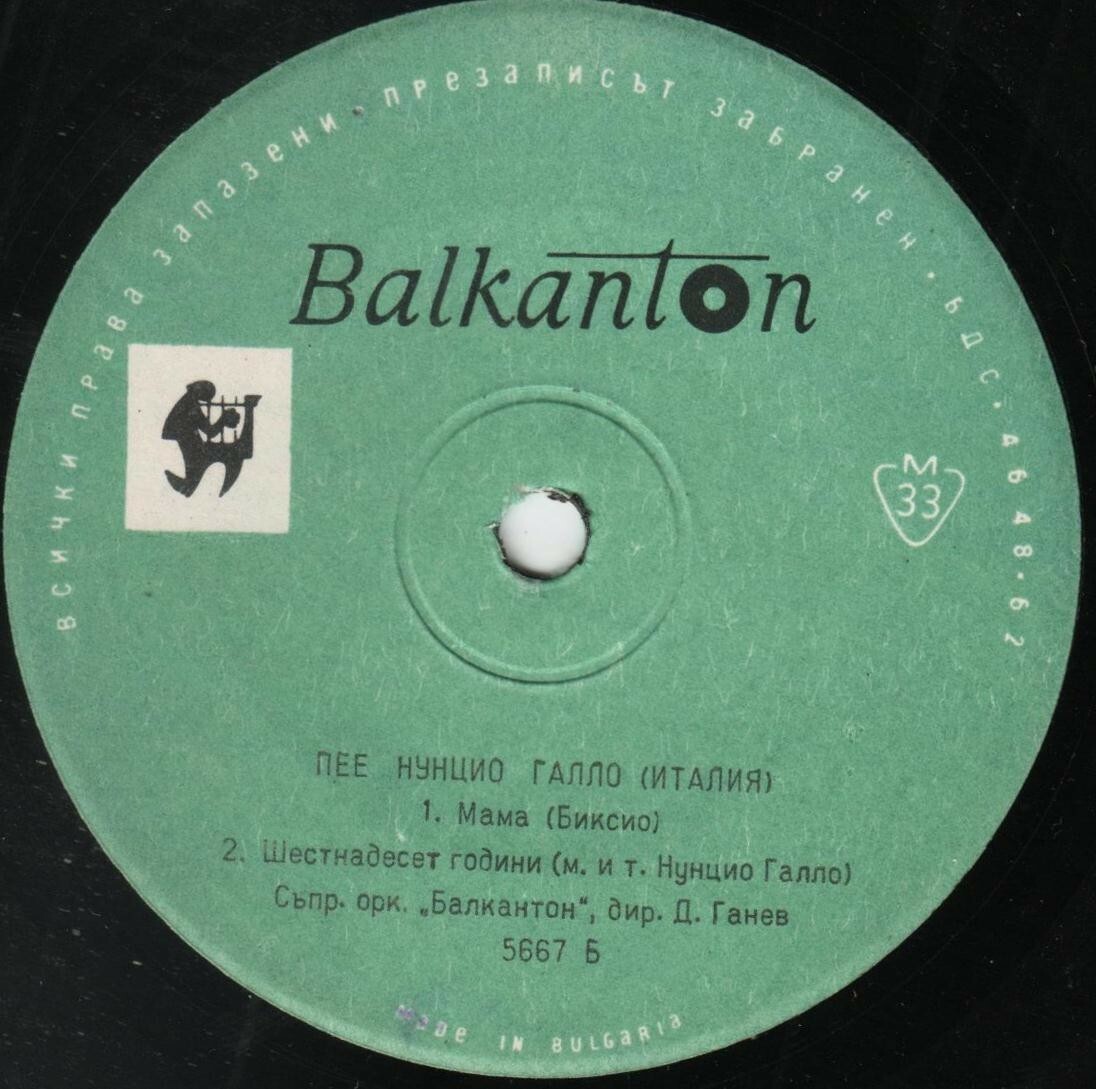 всички права запазени · презаписът забранен · БДС · 4648-62
Balkanton
M
33
ПЕЕ НУНЦИО ГАЛЛО (ИТАЛИЯ)
1. Мама (Биксио)
2. Шестнадесет години (м. и т. Нунцио Галло)
Съпр. орк. „Балкантон“, дир. Д. Ганев
5667 Б
MADE IN BULGARIA